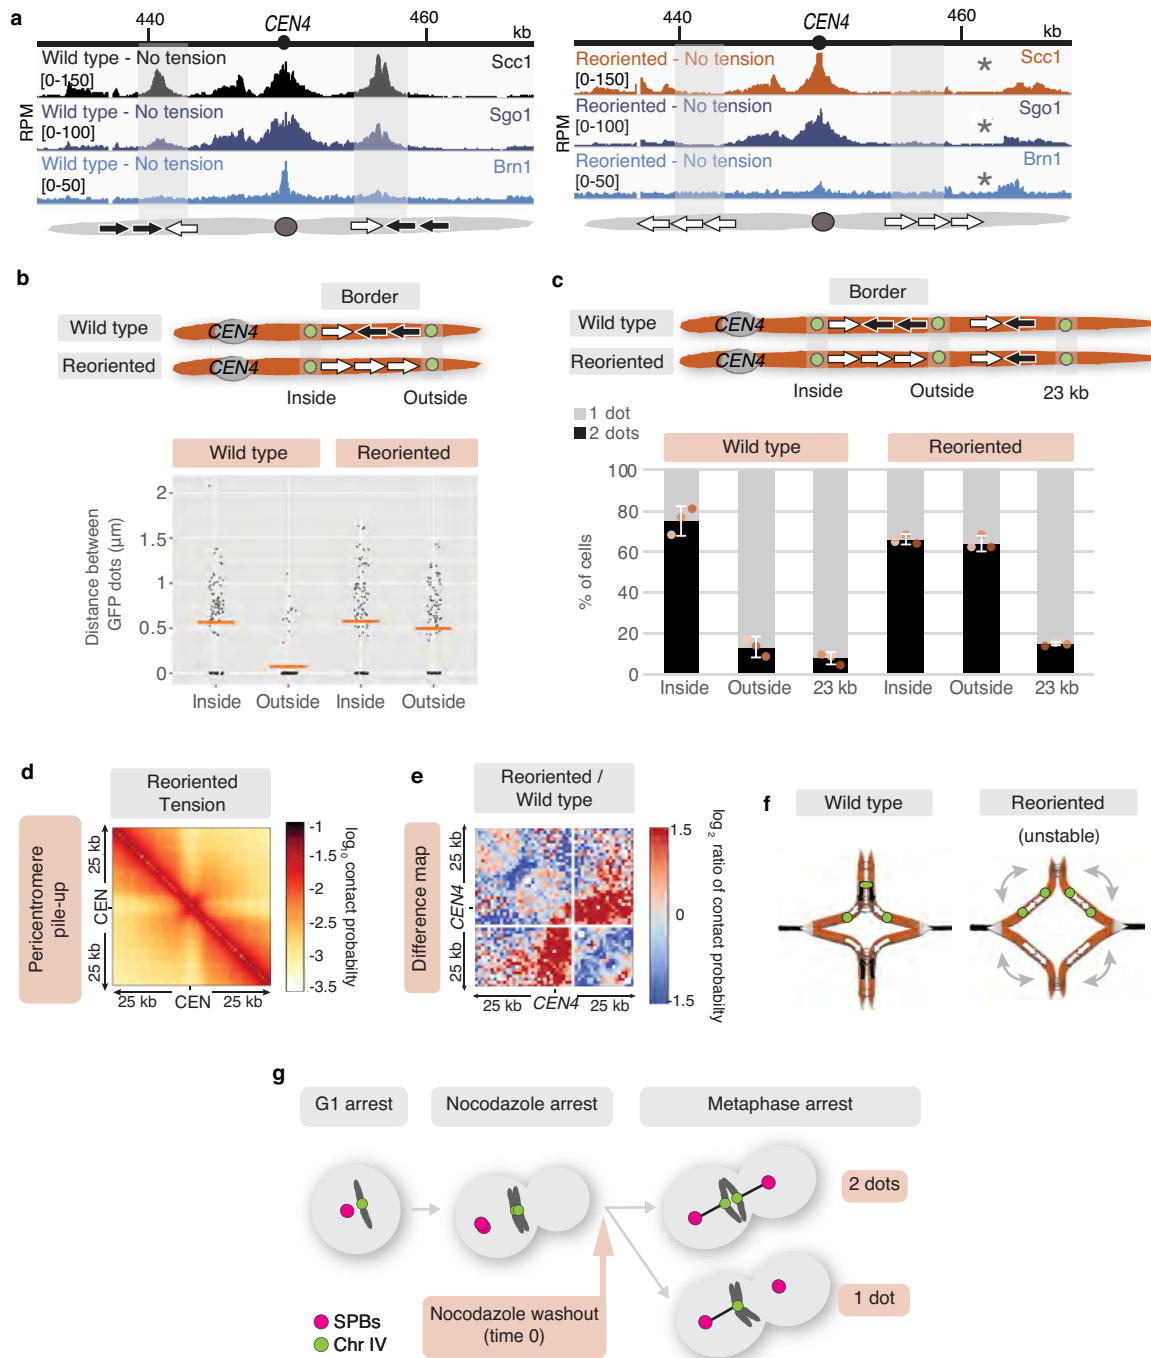 a
440
CEN4
460
kb
Wild type - No tension
Scc1
[0-150]
Wild type - No tension
Sgo1
[0-100]
RPM
Wild type - No tension
Brn1
[0-50]
440
CEN4
460
kb
Reoriented - No tension
Scc1
[0-150]
*
Reoriented - No tension
Sgo1
[0-100]
*
RPM
Reoriented - No tension
Brn1
[0-50]
*
b
Border
Wild type
CEN4
Reoriented
CEN4
Inside
Outside
Wild type
Reoriented
Distance between
GFP dots (μm)
2
1.5
1
0.5
0
Inside
Outside
Inside
Outside
c
Border
Wild type
CEN4
Reoriented
CEN4
Inside
Outside
23 kb
1 dot
2 dots
Wild type
Reoriented
% of cells
100
80
60
40
20
0
Inside
Outside
23 kb
Inside
Outside
23 kb
d
Reoriented
Tension
Pericentromere
pile-up
25 kb
CEN
25 kb
25 kb
CEN
25 kb
-1
-1.5
-2
-2.5
-3
-3.5
log10 contact probabilty
e
Reoriented /
Wild type
Difference map
25 kb
CEN4
25 kb
25 kb
CEN4
25 kb
1.5
0
-1.5
log2 ratio of contact probabilty
f
Wild type
Reoriented
(unstable)
g
G1 arrest
Nocodazole arrest
Metaphase arrest
2 dots
1 dot
Nocodazole washout
(time 0)
SPBs
Chr IV